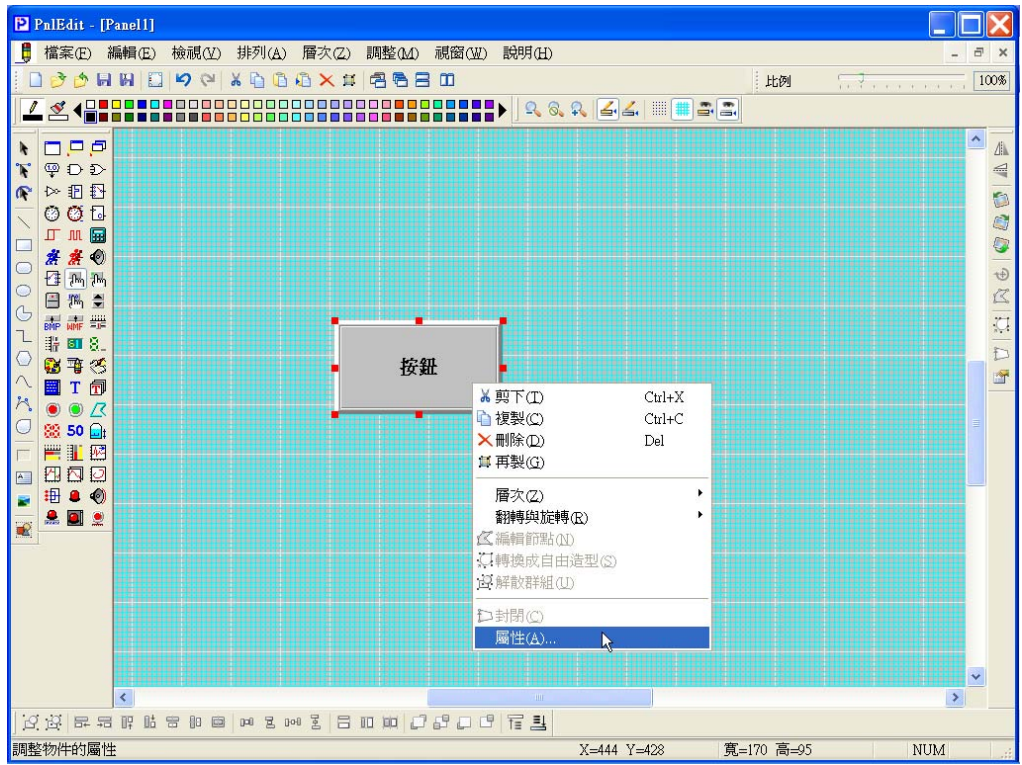 PnlEdit - [Panel1]
檔案(F) 編輯(E) 檢視(V) 排列(A) 層次(Z) 調整(M) 視窗(W) 說明(H)
比例 100%
按鈕
剪下(T) Ctrl+X
複製(C) Ctrl+C
刪除(D) Del
再製(G)
層次(Z)
翻轉與旋轉(R)
編輯節點(N)
轉換成自由造型(S)
解散群組(U)
封閉(C)
屬性(A)...
BMP WMF
T
50
調整物件的屬性 X=444 Y=428 寬=170 高=95 NUM